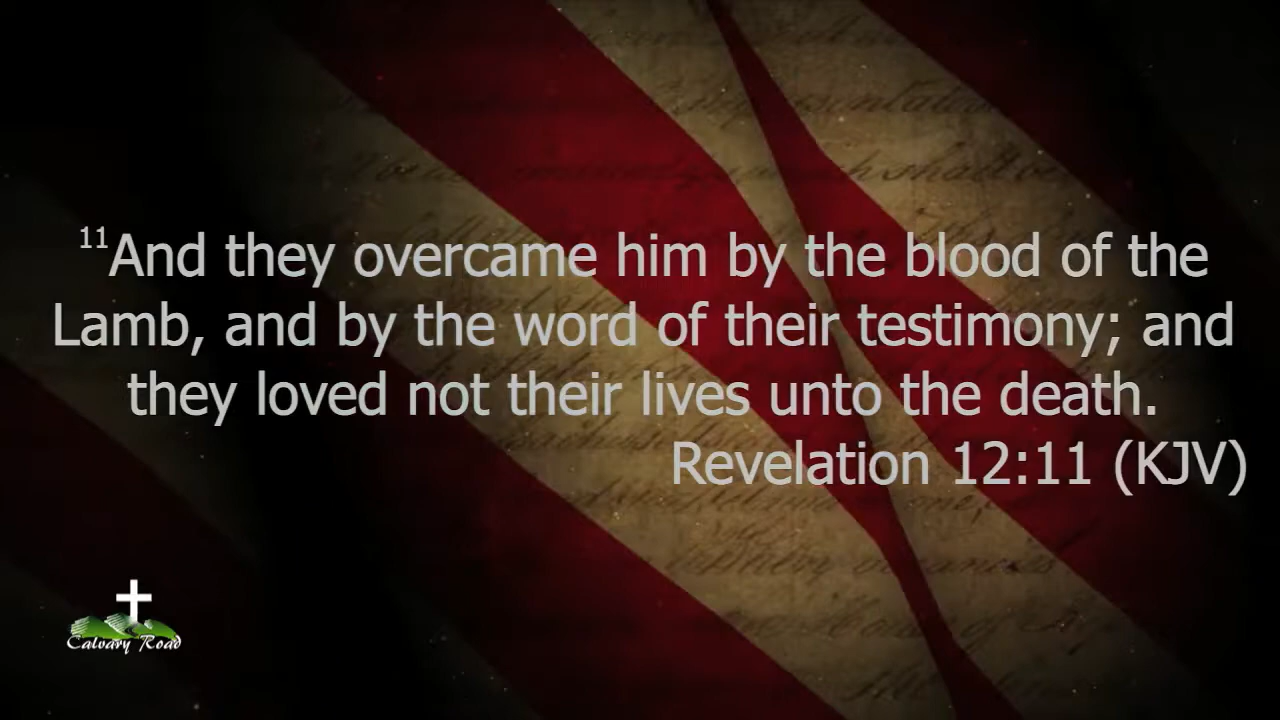 11And they overcame him by the blood of the
Lamb, and by the word of their testimony; and
they loved not their lives unto the death.
Revelation 12:11 (KJV)
Calvary Road